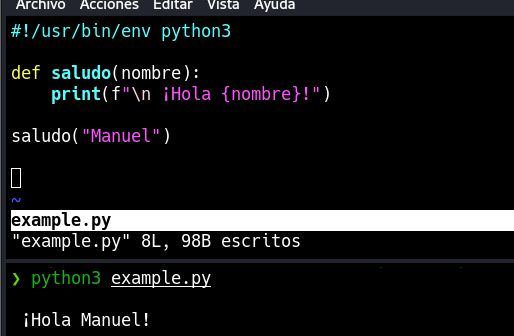 Archivo Acciones Editar Vista Ayuda
#!/usr/bin/env python3
def saludo(nombre):
    print(f"\n ¡Hola {nombre}!")
saludo("Manuel")
~
example.py
"example.py" 8L, 98B escritos
❯ python3 example.py
¡Hola Manuel!